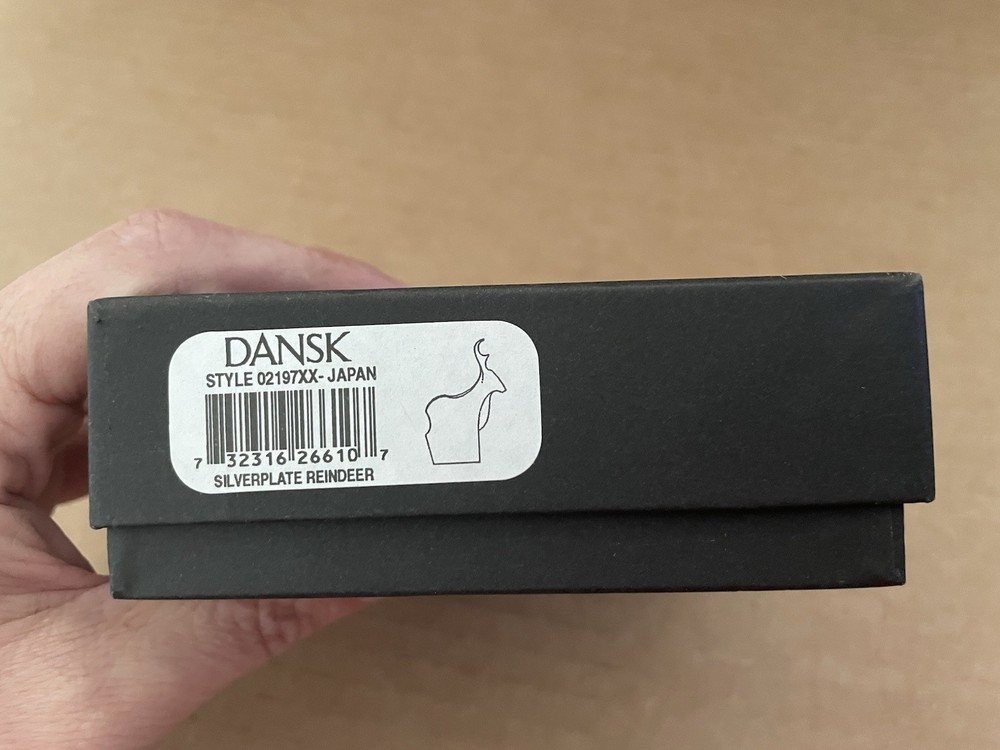 DANSK
STYLE 02197XX- JAPAN
7 32316 26610 7
SILVERPLATE REINDEER